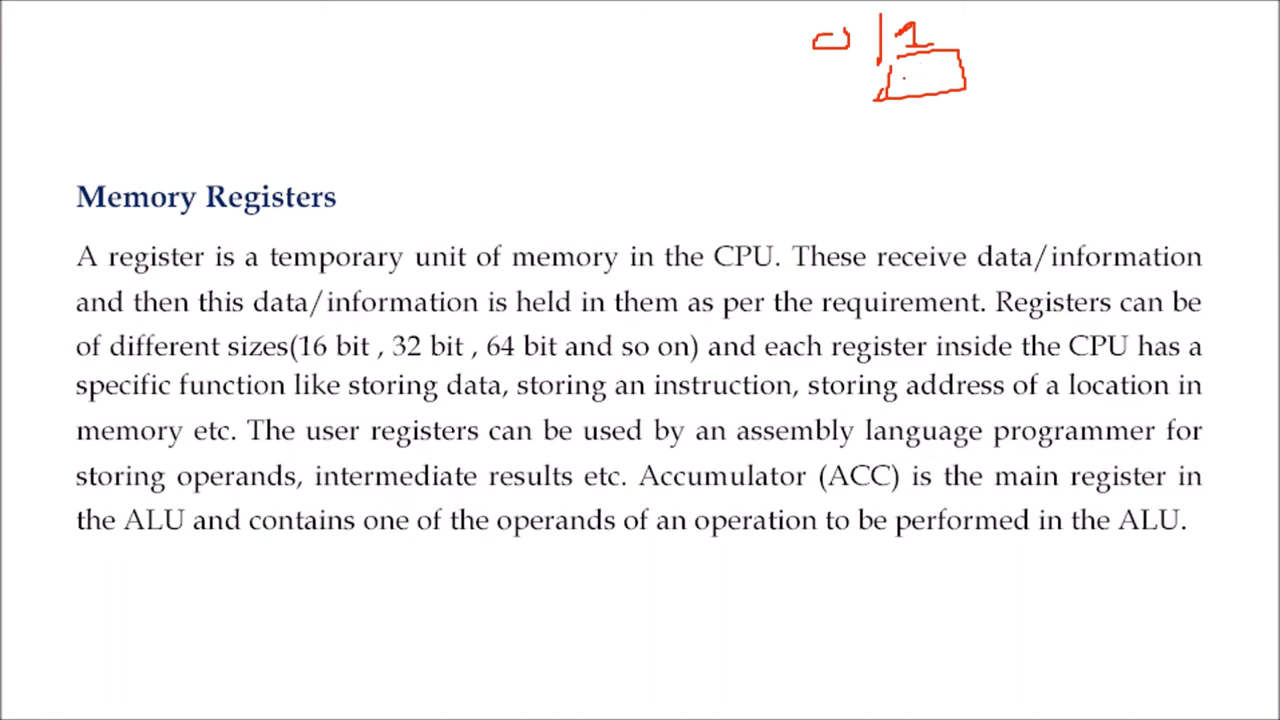 0 | 1
Memory Registers
A register is a temporary unit of memory in the CPU. These receive data/information
and then this data/information is held in them as per the requirement. Registers can be
of different sizes(16 bit , 32 bit , 64 bit and so on) and each register inside the CPU has a
specific function like storing data, storing an instruction, storing address of a location in
memory etc. The user registers can be used by an assembly language programmer for
storing operands, intermediate results etc. Accumulator (ACC) is the main register in
the ALU and contains one of the operands of an operation to be performed in the ALU.